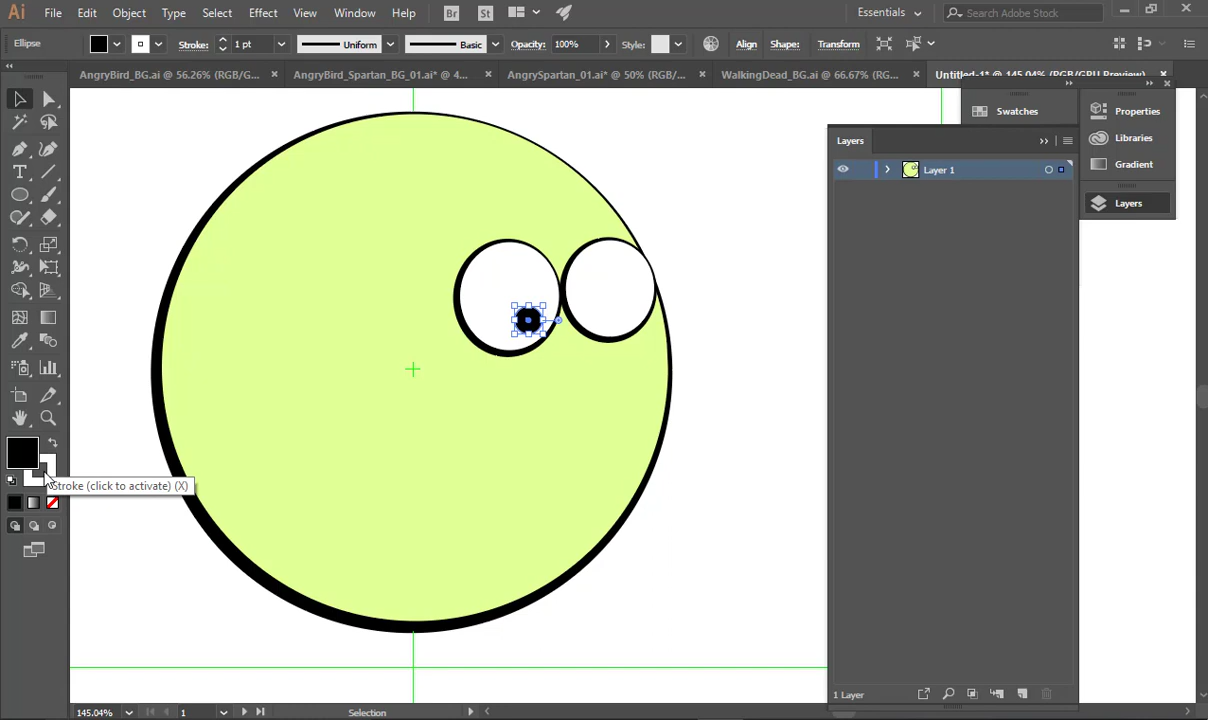 Ai File Edit Object Type Select Effect View Window Help Br St Essentials Search Adobe Stock
Ellipse Stroke: 1 pt Uniform Basic Opacity: 100% Style: Align Shape: Transform
AngryBird_BG.ai @ 56.26% (RGB/G... AngryBird_Spartan_BG_01.ai* @ 4... AngrySpartan_01.ai* @ 50% (RGB/... WalkingDead_BG.ai @ 66.67% (RG... Untitled-1* @ 145.04% (RGB/GPU Preview)
Swatches
Properties
Libraries
Gradient
Layers
Layers
Layer 1
T
Stroke (click to activate) (X)
1 Layer
145.04% 1 Selection